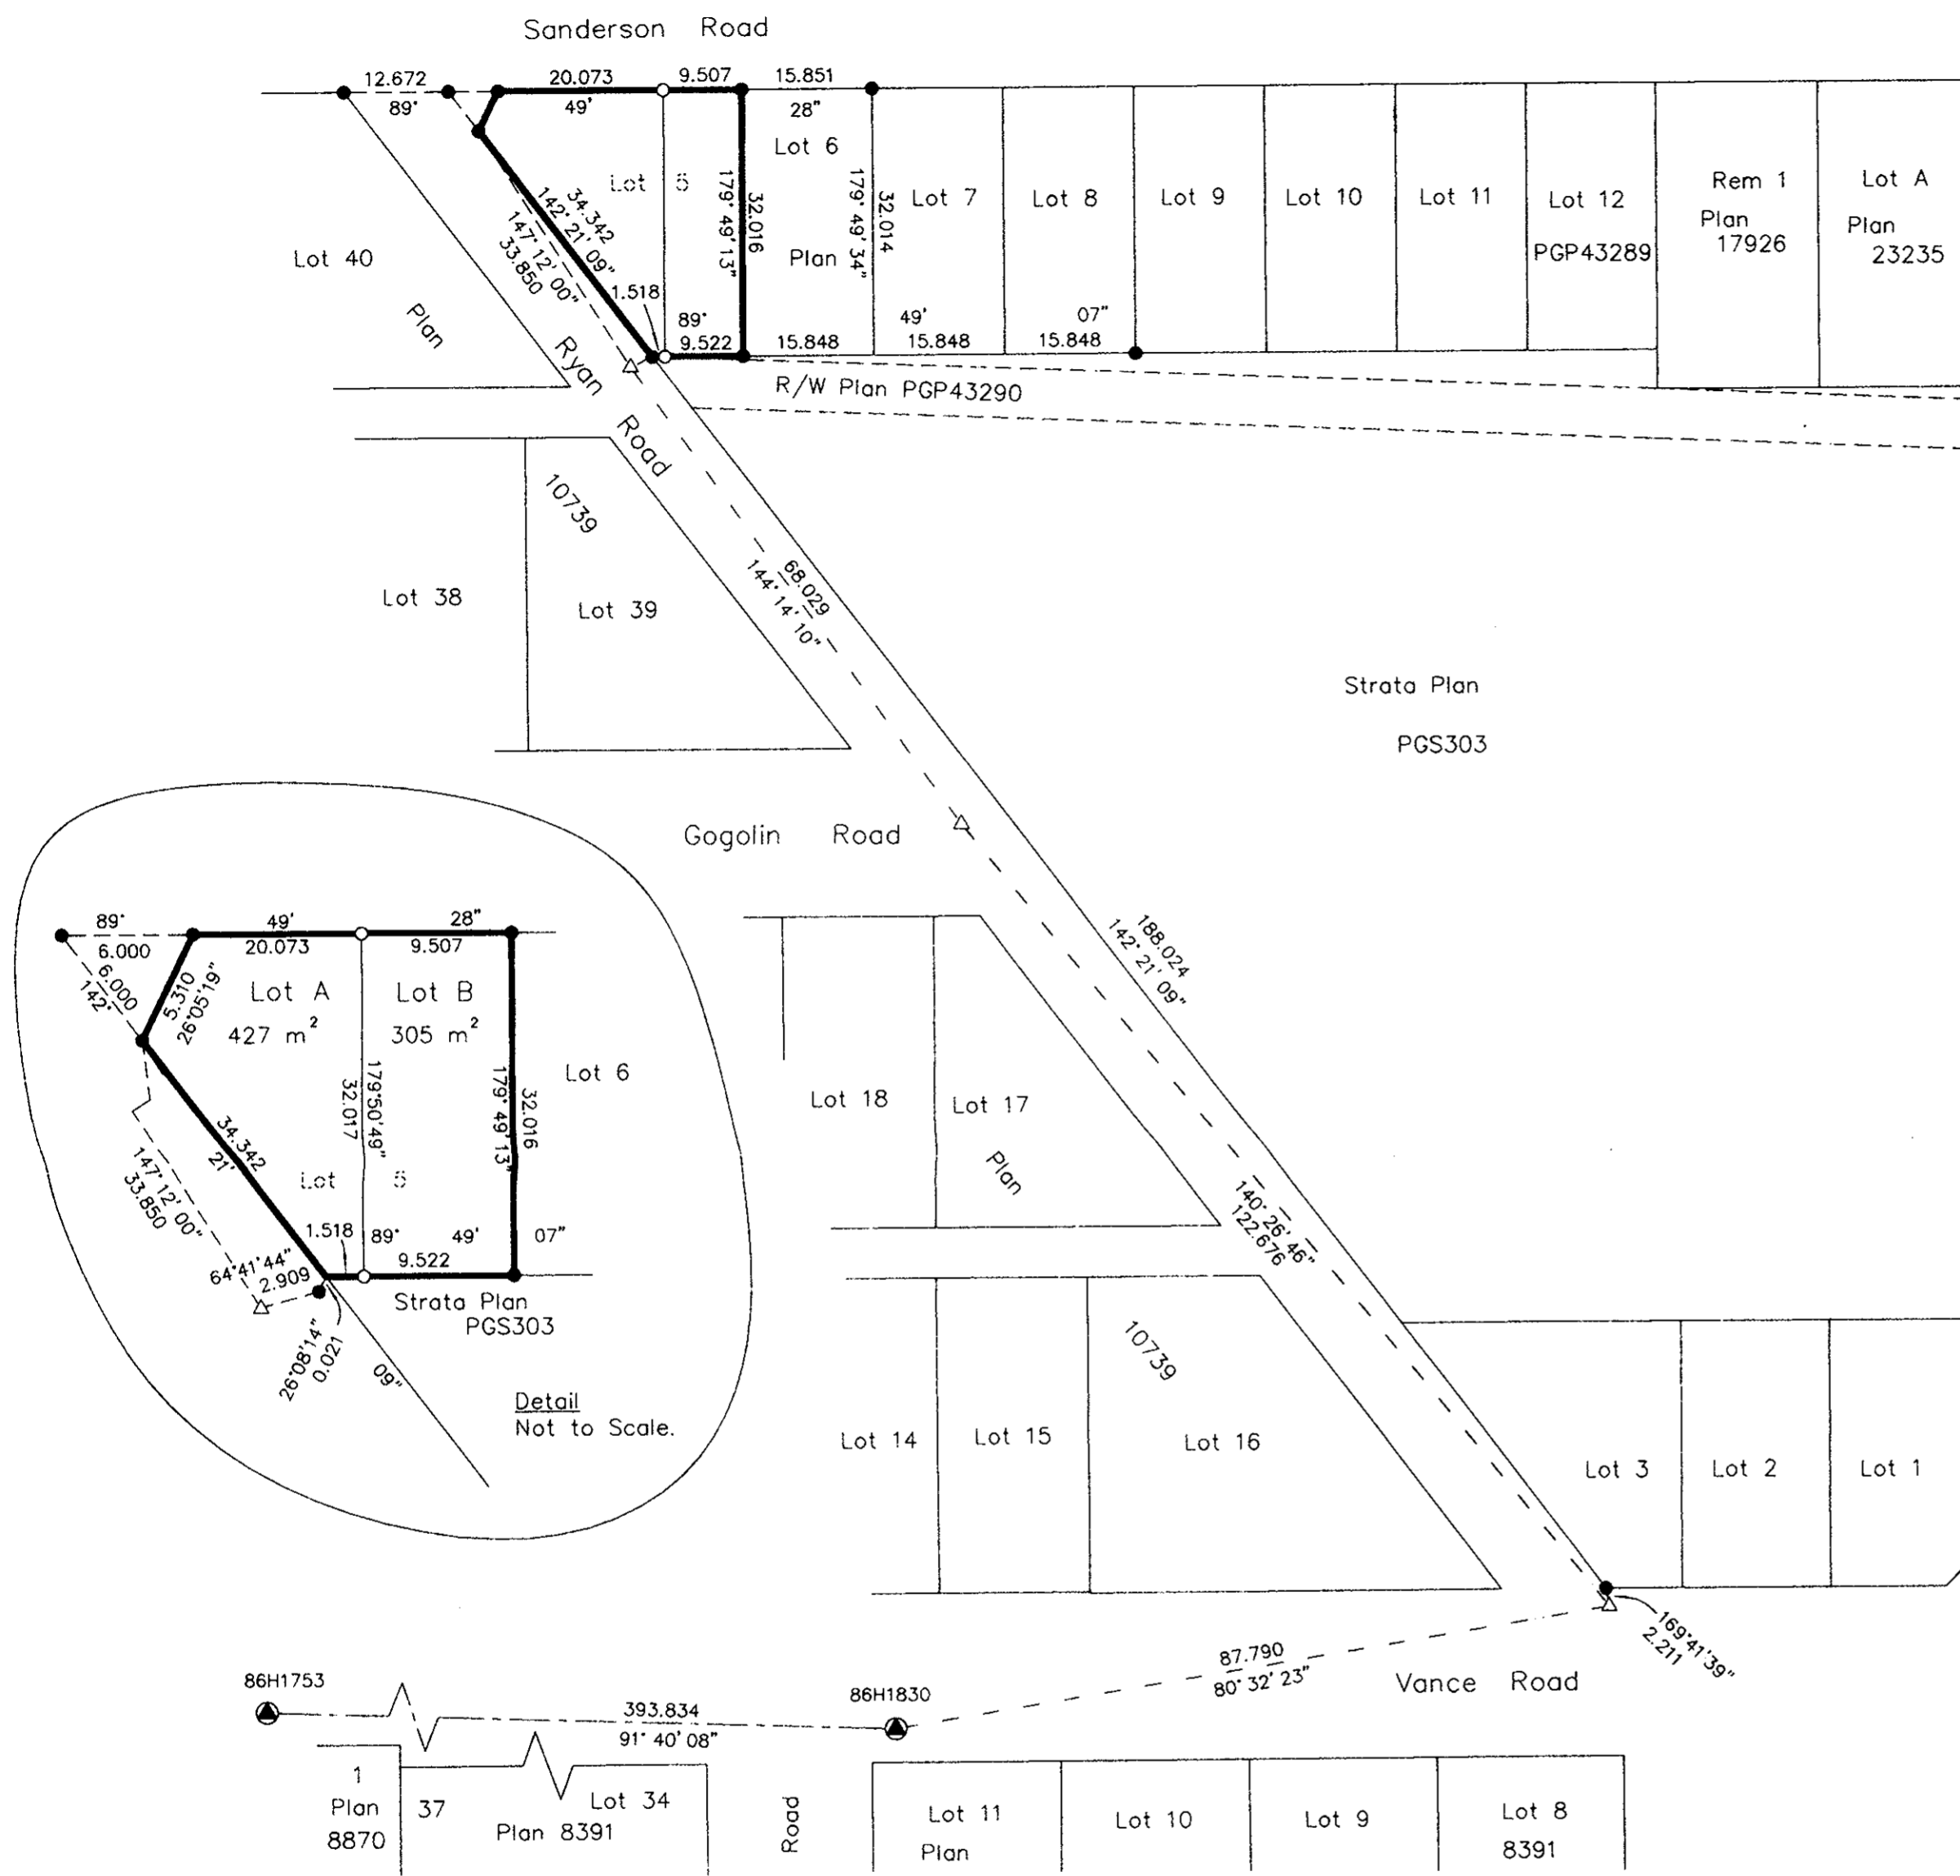 Sanderson Road
12.672 20.073 9.507 15.851
89° 49' 28"
Lot 6
Lot 5
34.342
142° 21' 09"
147° 12' 00"
33.850
179° 49' 13"
32.016
179° 49' 34"
32.014
Lot 7
Lot 8
Lot 9
Lot 10
Lot 11
Lot 12
PGP43289
Rem 1
Plan
17926
Lot A
Plan
23235
Lot 40
Plan
Plan
1.518
89°
9.522
15.848
49'
15.848
07"
15.848
R/W Plan PGP43290
Ryan Road
10739
Lot 38
Lot 39
68.029
144° 14' 10"
Strata Plan
PGS303
Gogolin Road
188.024
142° 21' 09"
89° 49' 28"
6.000 20.073 9.507
6.000
142°
5.310
26°05'19"
Lot A
427 m²
Lot B
305 m²
179°50'49"
32.017
179° 49' 13"
32.016
Lot 6
34.342
21'
147° 12' 00"
33.850
Lot 5
1.518
89° 49' 07"
9.522
64°41'44"
2.909
Strata Plan
PGS303
26°08'14"
0.021
09"
Detail
Not to Scale.
Lot 18
Lot 17
Plan
140° 26' 46"
122.676
10739
Lot 14
Lot 15
Lot 16
Lot 3
Lot 2
Lot 1
169°41'39"
2.211
87.790
80° 32' 23"
Vance Road
86H1753
86H1830
393.834
91° 40' 08"
1
Plan
8870
37
Lot 34
Plan 8391
Road
Lot 11
Plan
Lot 10
Lot 9
Lot 8
8391